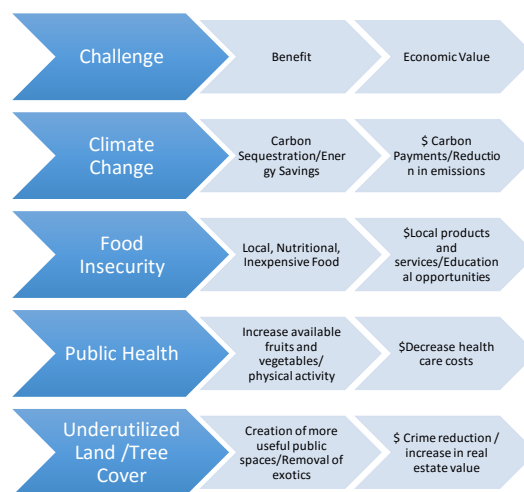 Challenge
Benefit
Economic Value
Climate
Change
Carbon
Sequestration/Ener
gy Savings
$ Carbon
Payments/Reductio
n in emissions
Food
Insecurity
Local, Nutritional,
Inexpensive Food
$Local products
and
services/Education
al opportunities
Public Health
Increase available
fruits and
vegetables/
physical activity
$Decrease health
care costs
Underutilized
Land /Tree
Cover
Creation of more
useful public
spaces/Removal of
exotics
$ Crime reduction /
increase in real
estate value